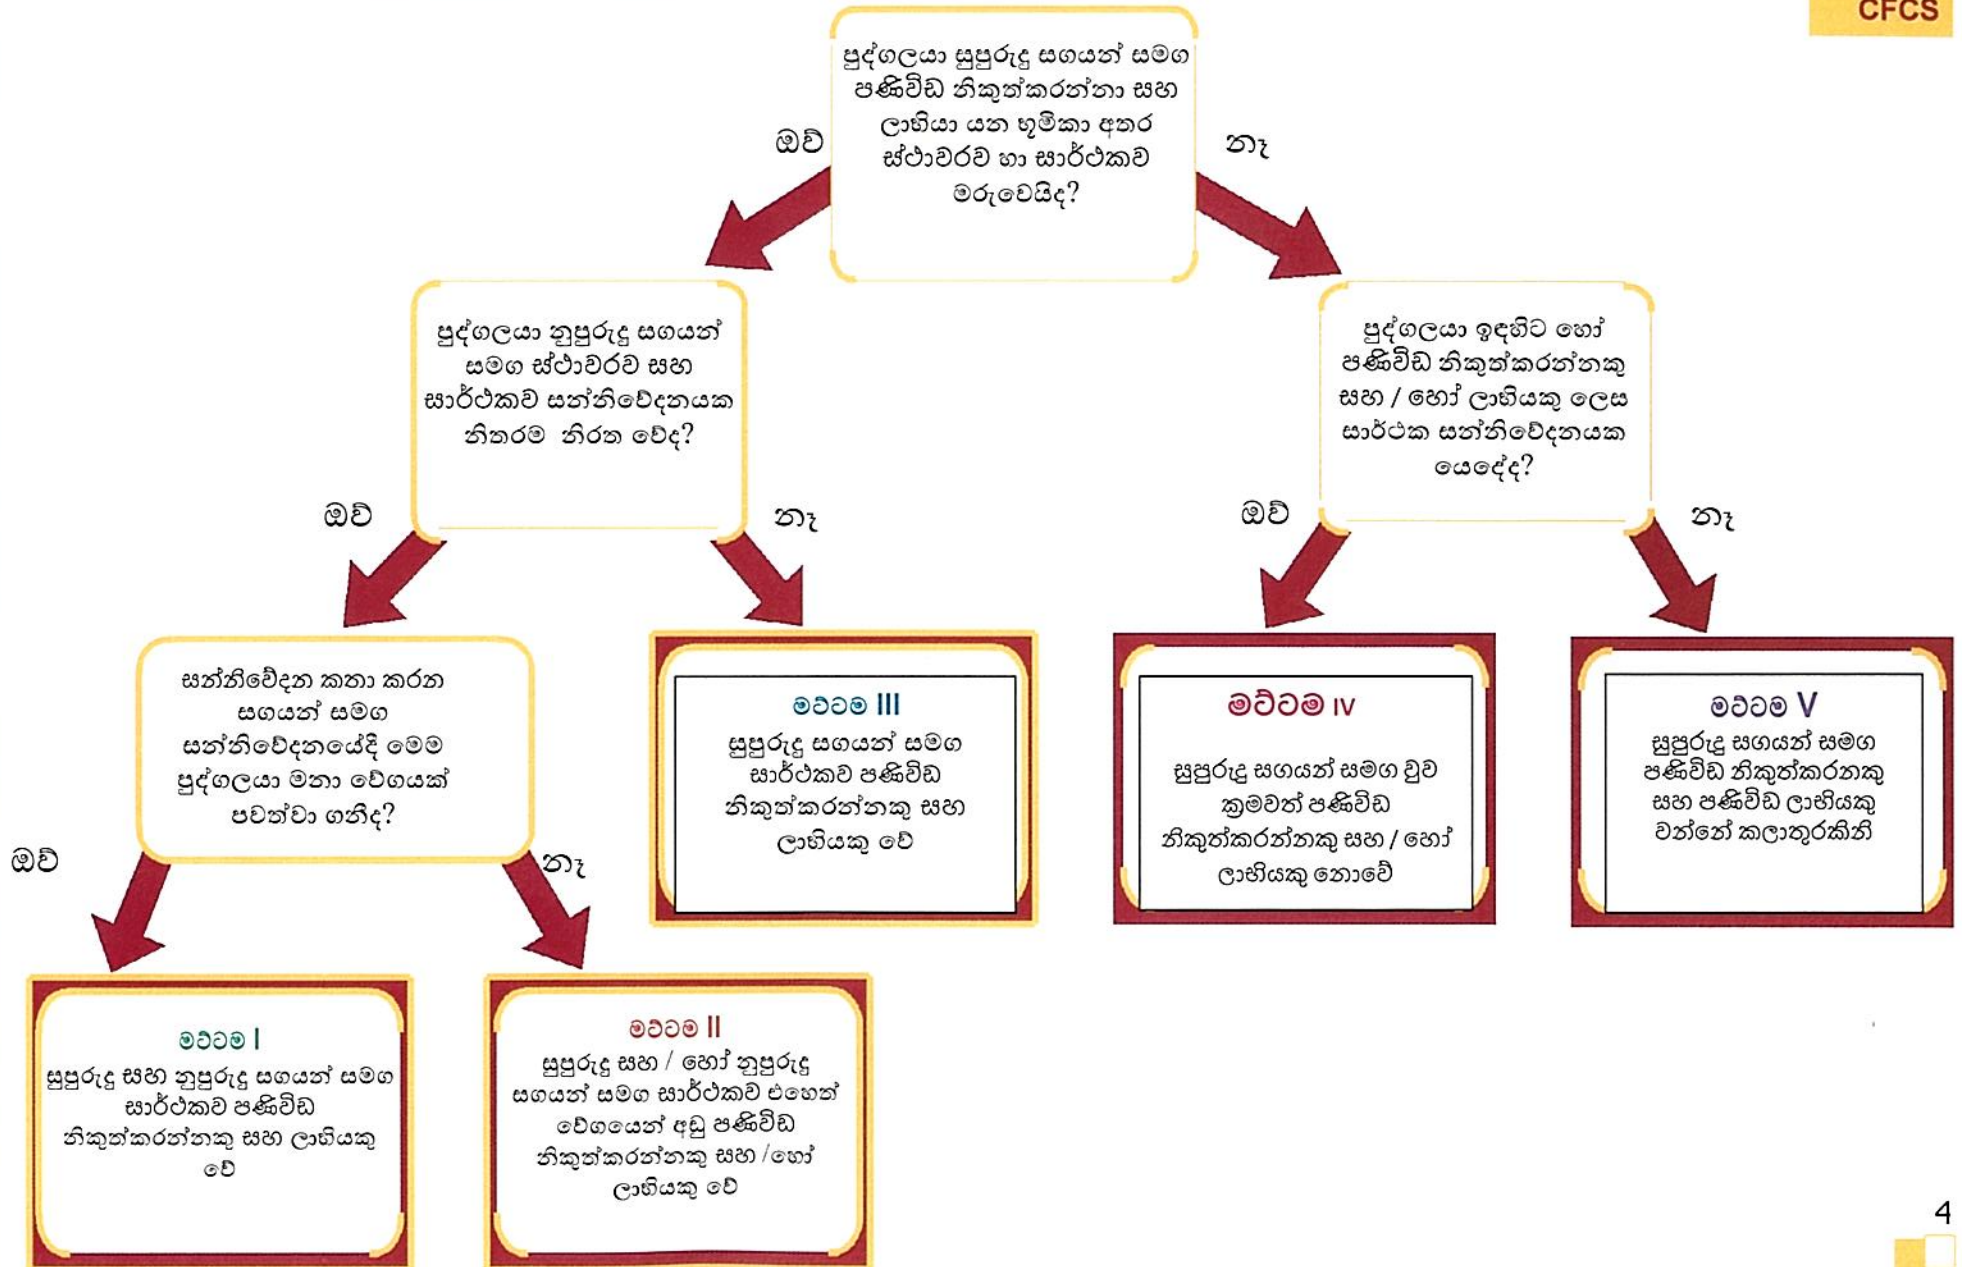 CFCS
පුද්ගලයා සුපුරුදු සගයන් සමග
පණිවිඩ නිකුත්කරන්නා සහ
ලාභියා යන භූමිකා අතර
ස්ථාවරව හා සාර්ථකව
මරුවෙයිද?
ඔව්
නෑ
පුද්ගලයා නුපුරුදු සගයන්
සමග ස්ථාවරව සහ
සාර්ථකව සන්නිවේදනයක
නිතරම නිරත වේද?
පුද්ගලයා ඉඳහිට හෝ
පණිවිඩ නිකුත්කරන්නකු
සහ / හෝ ලාභියකු ලෙස
සාර්ථක සන්නිවේදනයක
යෙදේද?
ඔව්
නෑ
ඔව්
නෑ
සන්නිවේදන කතා කරන
සගයන් සමග
සන්නිවේදනයේදී මෙම
පුද්ගලයා මනා වේගයක්
පවත්වා ගනීද?
මට්ටම III
සුපුරුදු සගයන් සමග
සාර්ථකව පණිවිඩ
නිකුත්කරන්නකු සහ
ලාභියකු වේ
මට්ටම IV
සුපුරුදු සගයන් සමග වුව
ක්‍රමවත් පණිවිඩ
නිකුත්කරන්නකු සහ / හෝ
ලාභියකු නොවේ
මට්ටම V
සුපුරුදු සගයන් සමග
පණිවිඩ නිකුත්කරනකු
සහ පණිවිඩ ලාභියකු
වන්නේ කලාතුරකිනි
ඔව්
නෑ
මට්ටම I
සුපුරුදු සහ නුපුරුදු සගයන් සමග
සාර්ථකව පණිවිඩ
නිකුත්කරන්නකු සහ ලාභියකු
වේ
මට්ටම II
සුපුරුදු සහ / හෝ නුපුරුදු
සගයන් සමග සාර්ථකව එහෙත්
වේගයෙන් අඩු පණිවිඩ
නිකුත්කරන්නකු සහ /හෝ
ලාභියකු වේ
4